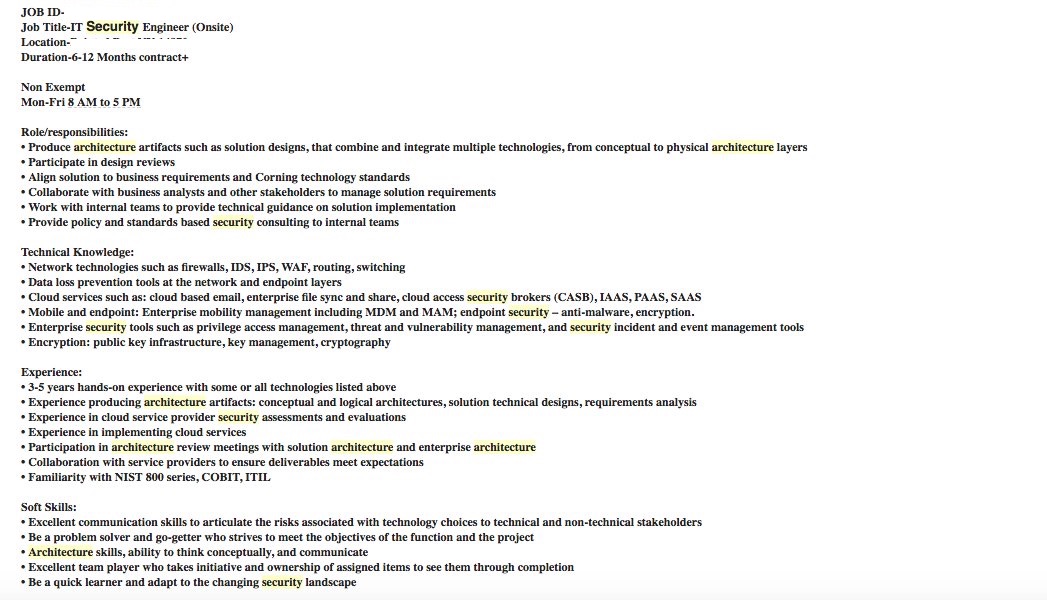 JOB ID-
Job Title-IT Security Engineer (Onsite)
Location-
Duration-6-12 Months contract+
Non Exempt
Mon-Fri 8 AM to 5 PM
Role/responsibilities:
• Produce architecture artifacts such as solution designs, that combine and integrate multiple technologies, from conceptual to physical architecture layers
• Participate in design reviews
• Align solution to business requirements and Corning technology standards
• Collaborate with business analysts and other stakeholders to manage solution requirements
• Work with internal teams to provide technical guidance on solution implementation
• Provide policy and standards based security consulting to internal teams
Technical Knowledge:
• Network technologies such as firewalls, IDS, IPS, WAF, routing, switching
• Data loss prevention tools at the network and endpoint layers
• Cloud services such as: cloud based email, enterprise file sync and share, cloud access security brokers (CASB), IAAS, PAAS, SAAS
• Mobile and endpoint: Enterprise mobility management including MDM and MAM; endpoint security – anti-malware, encryption.
• Enterprise security tools such as privilege access management, threat and vulnerability management, and security incident and event management tools
• Encryption: public key infrastructure, key management, cryptography
Experience:
• 3-5 years hands-on experience with some or all technologies listed above
• Experience producing architecture artifacts: conceptual and logical architectures, solution technical designs, requirements analysis
• Experience in cloud service provider security assessments and evaluations
• Experience in implementing cloud services
• Participation in architecture review meetings with solution architecture and enterprise architecture
• Collaboration with service providers to ensure deliverables meet expectations
• Familiarity with NIST 800 series, COBIT, ITIL
Soft Skills:
• Excellent communication skills to articulate the risks associated with technology choices to technical and non-technical stakeholders
• Be a problem solver and go-getter who strives to meet the objectives of the function and the project
• Architecture skills, ability to think conceptually, and communicate
• Excellent team player who takes initiative and ownership of assigned items to see them through completion
• Be a quick learner and adapt to the changing security landscape